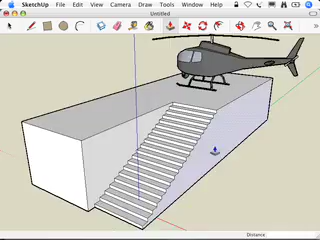 SketchUp File Edit View Camera Draw Tools Window Help
Untitled
Distance